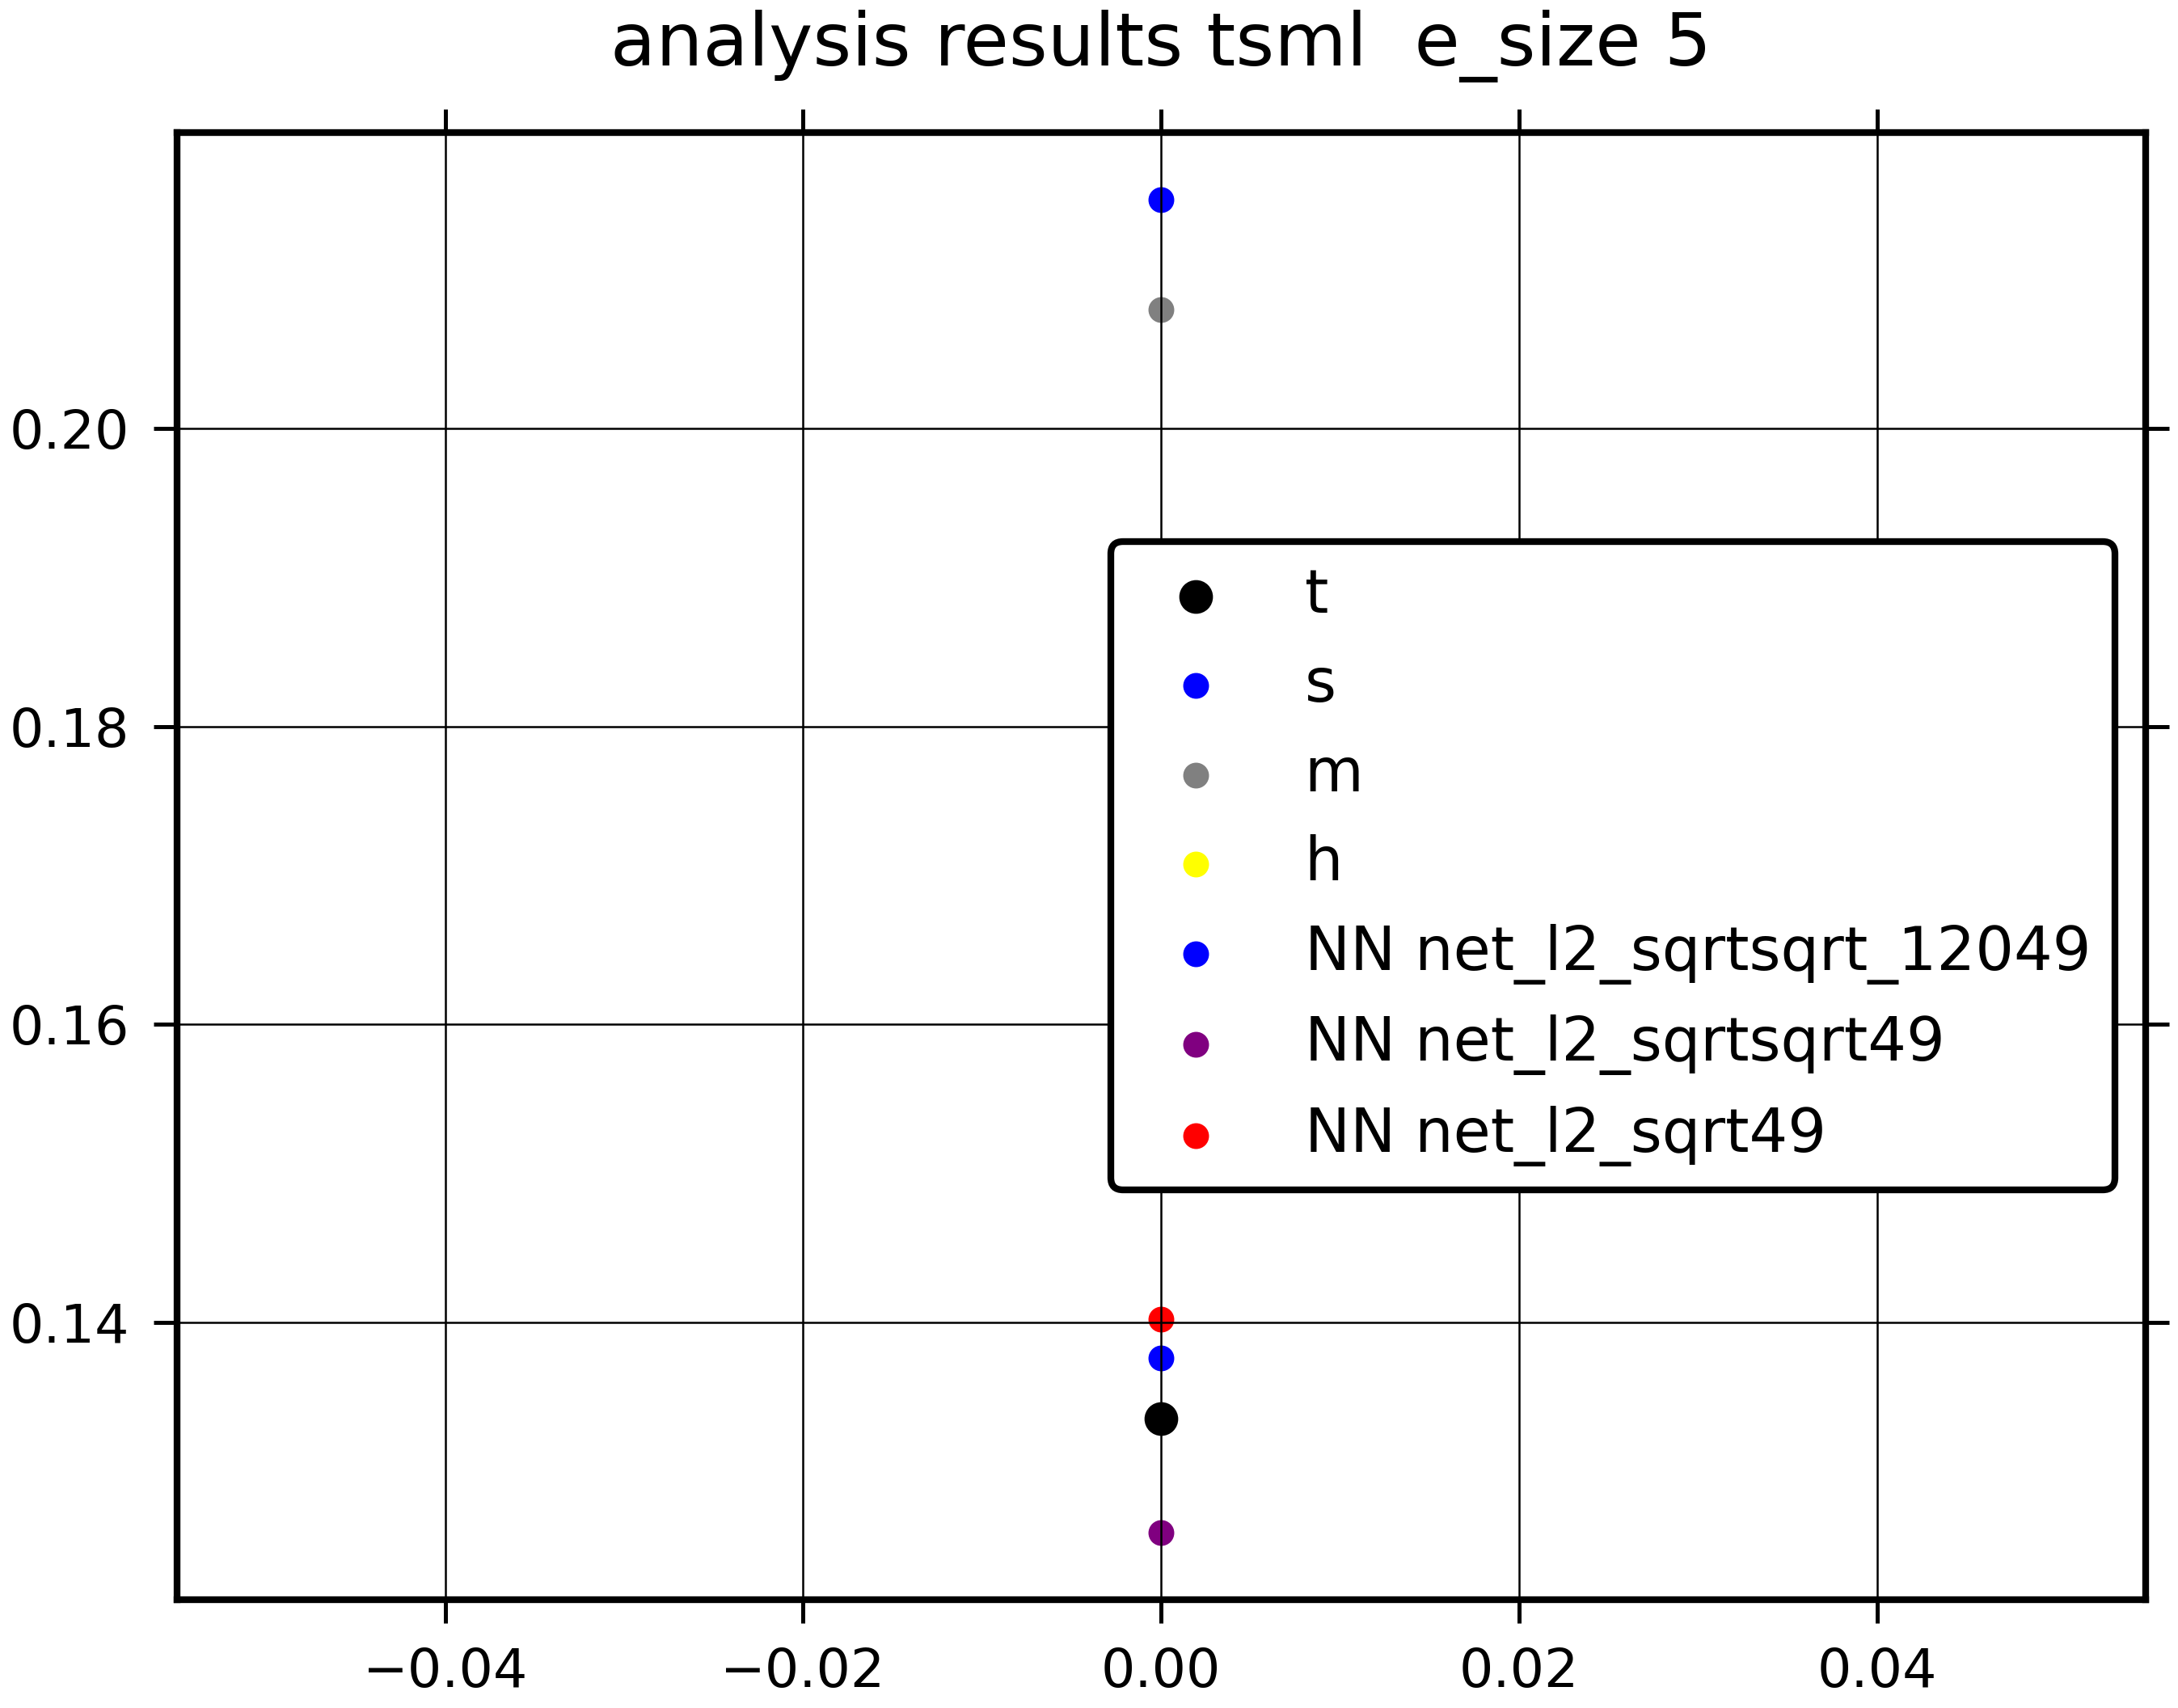 analysis results tsml  e_size 5
0.20
0.18
0.16
0.14
t
s
m
h
NN net_l2_sqrtsqrt_12049
NN net_l2_sqrtsqrt49
NN net_l2_sqrt49
−0.04
−0.02
0.00
0.02
0.04